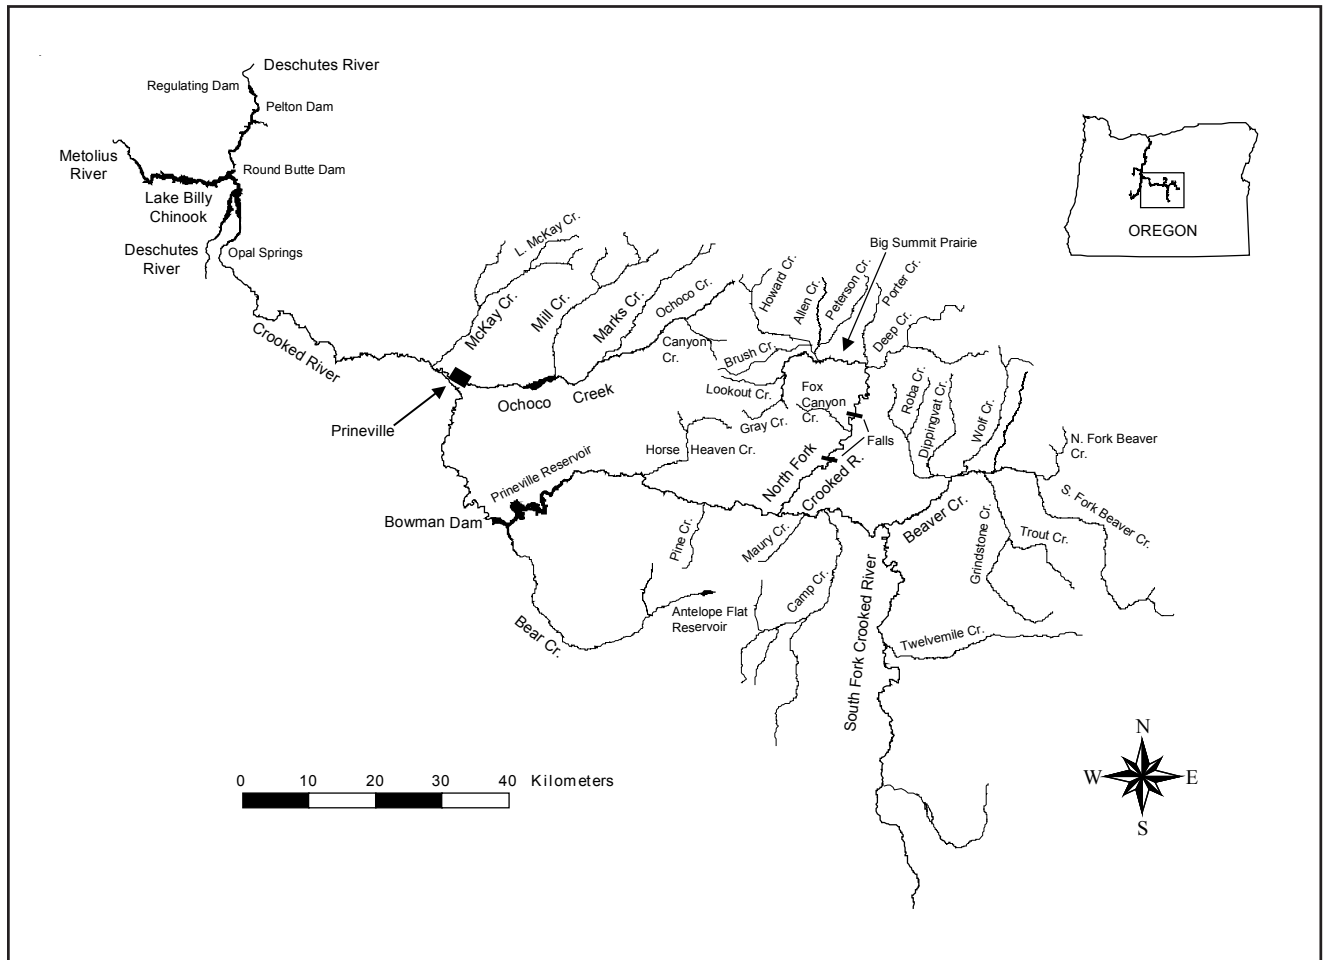 Deschutes River
Regulating Dam
Pelton Dam
Metolius
River
Round Butte Dam
Lake Billy
Chinook
Deschutes
River
Opal Springs
OREGON
Big Summit Prairie
L. McKay Cr.
McKay Cr.
Mill Cr.
Marks Cr.
Ochoco Cr.
Howard Cr.
Allen Cr.
Peterson Cr.
Porter Cr.
Deep Cr.
Crooked River
Canyon
Cr.
Brush Cr.
Lookout Cr.
Fox
Canyon
Cr.
Ochoco Creek
Prineville
Gray Cr.
Falls
Roba Cr.
Dippingvat Cr.
Wolf Cr.
N. Fork Beaver
Cr.
Horse Heaven Cr.
North Fork
Crooked R.
Prineville Reservoir
Bowman Dam
Beaver Cr.
S. Fork Beaver Cr.
Pine Cr.
Maury Cr.
Grindstone Cr.
Trout Cr.
Camp Cr.
Antelope Flat
Reservoir
Bear Cr.
South Fork Crooked River
Twelvemile Cr.
0 10 20 30 40 Kilometers
N
W E
S